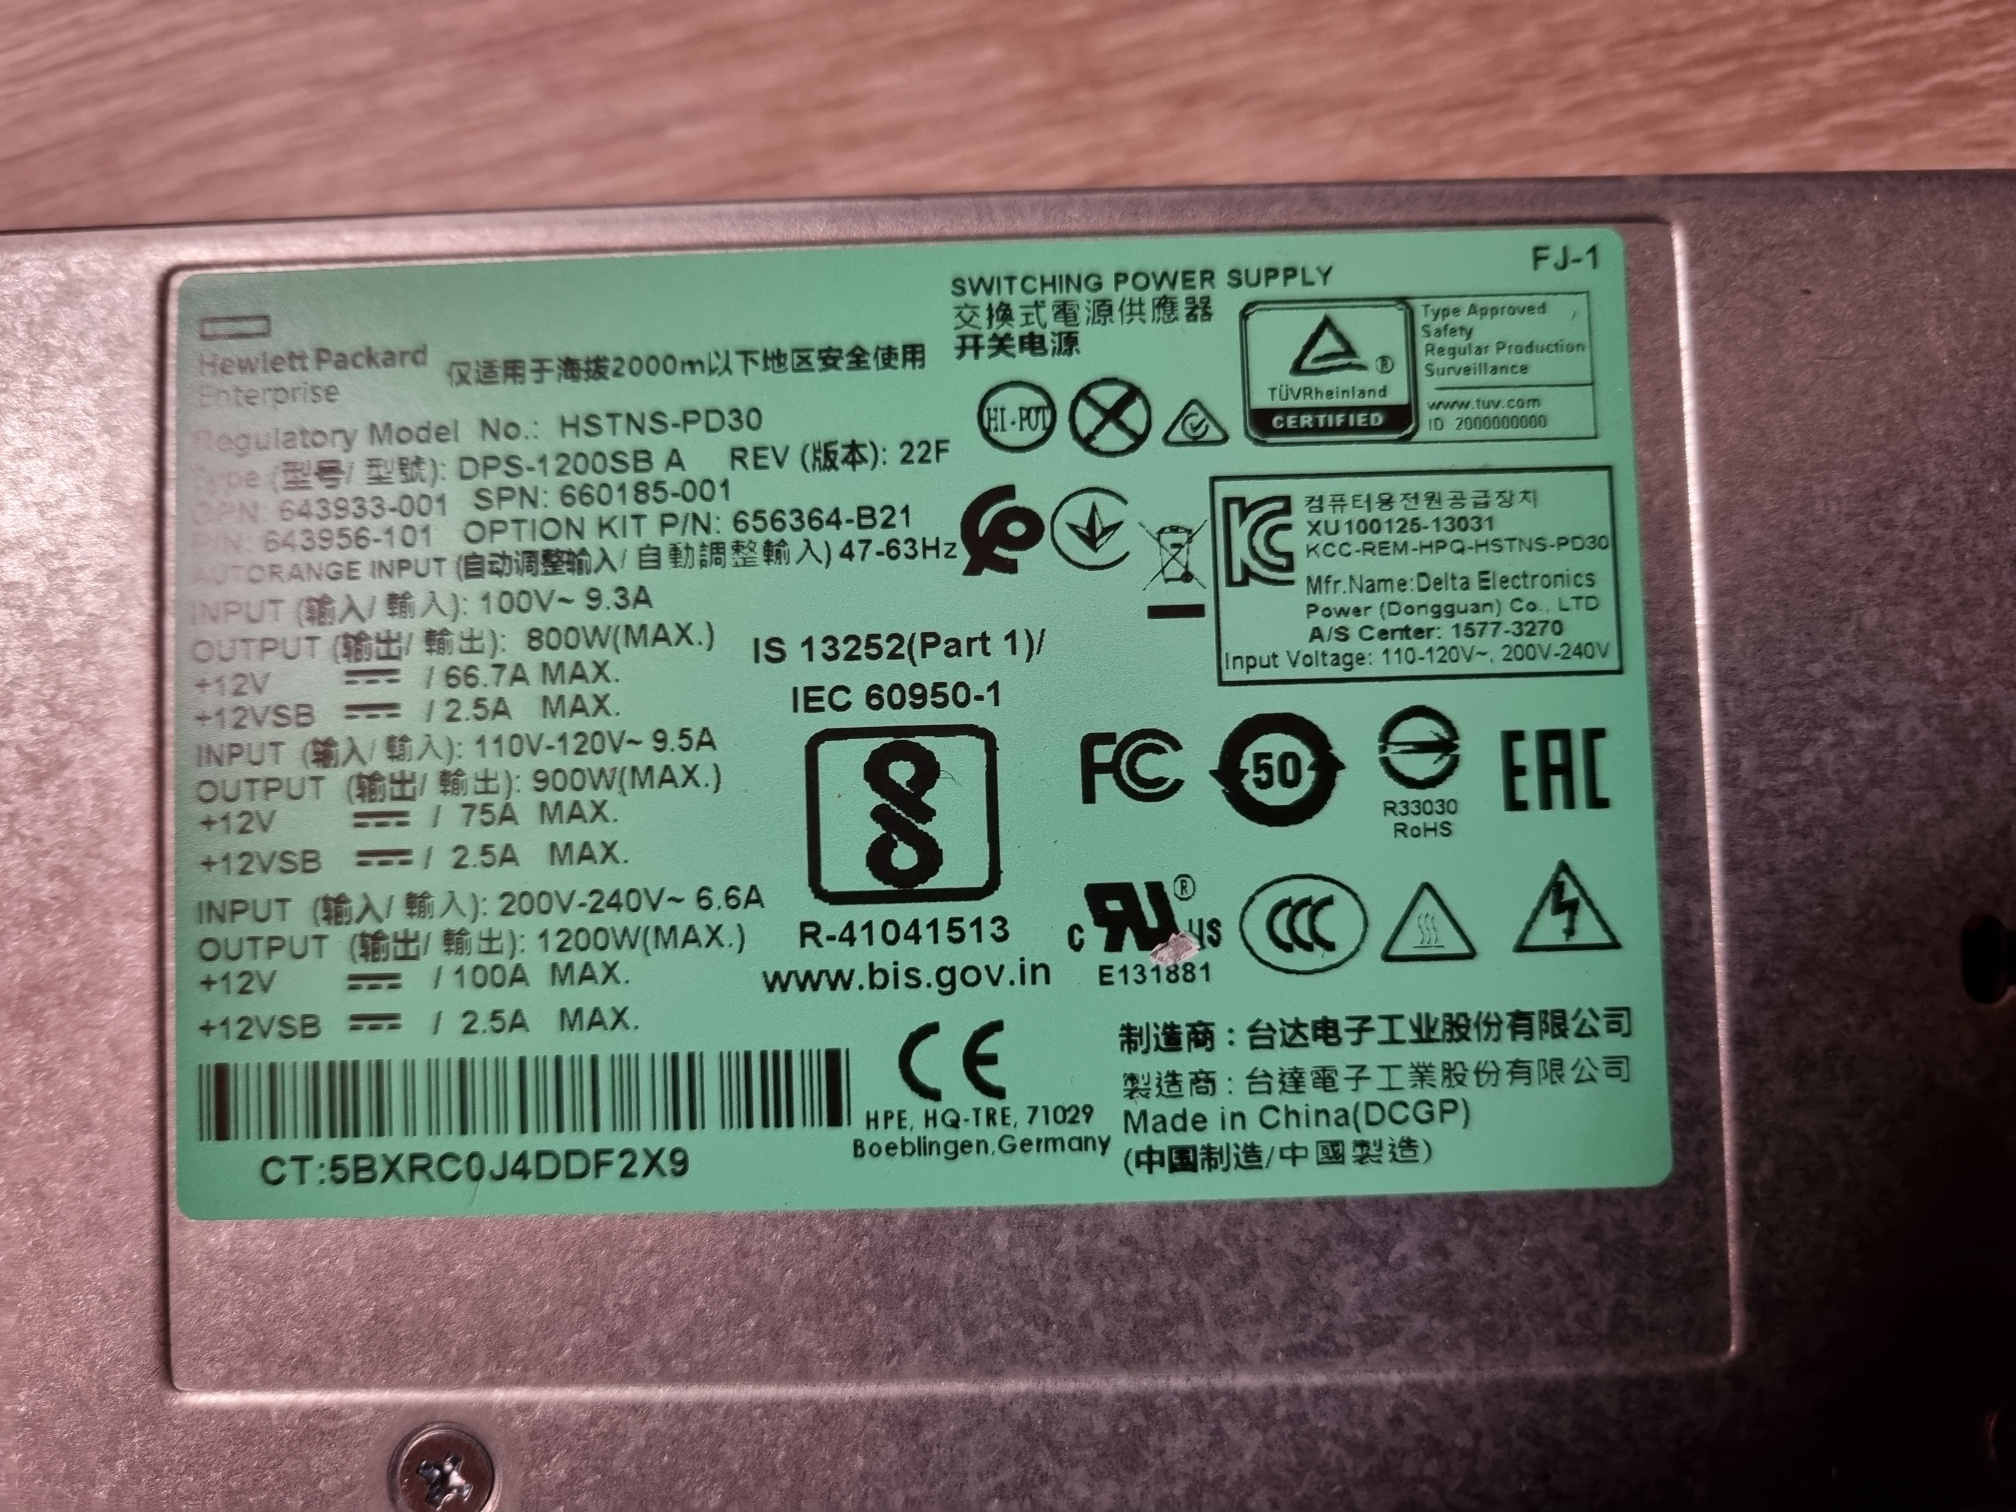 FJ-1
SWITCHING POWER SUPPLY
交換式電源供應器
开关电源
Hewlett Packard
Enterprise
仅适用于海拔2000m以下地区安全使用
Regulatory Model No.: HSTNS-PD30
Type (型号/ 型號): DPS-1200SB A REV (版本): 22F
OPN: 643933-001 SPN: 660185-001
P/N: 643956-101 OPTION KIT P/N: 656364-B21
AUTORANGE INPUT (自动调整输入/ 自動調整輸入) 47-63Hz
INPUT (输入/ 輸入): 100V~ 9.3A
OUTPUT (输出/ 輸出): 800W(MAX.)
+12V / 66.7A MAX.
+12VSB / 2.5A MAX.
INPUT (输入/ 輸入): 110V-120V~ 9.5A
OUTPUT (输出/ 輸出): 900W(MAX.)
+12V / 75A MAX.
+12VSB / 2.5A MAX.
INPUT (输入/ 輸入): 200V-240V~ 6.6A
OUTPUT (输出/ 輸出): 1200W(MAX.)
+12V / 100A MAX.
+12VSB / 2.5A MAX.
CT:5BXRC0J4DDF2X9
HI-POT
TÜVRheinland ®
CERTIFIED
Type Approved
Safety
Regular Production
Surveillance
www.tuv.com
ID 2000000000
KC
컴퓨터용전원공급장치
XU100125-13031
KCC-REM-HPQ-HSTNS-PD30
Mfr.Name:Delta Electronics
Power (Dongguan) Co., LTD
A/S Center: 1577-3270
Input Voltage: 110-120V~, 200V-240V
IS 13252(Part 1)/
IEC 60950-1
R-41041513
www.bis.gov.in
FC
50
R33030
RoHS
EAC
c RU ® US
E131881
CCC
CE
HPE, HQ-TRE, 71029
Boeblingen,Germany
制造商 : 台达电子工业股份有限公司
製造商 : 台達電子工業股份有限公司
Made in China(DCGP)
(中国制造/中國製造)